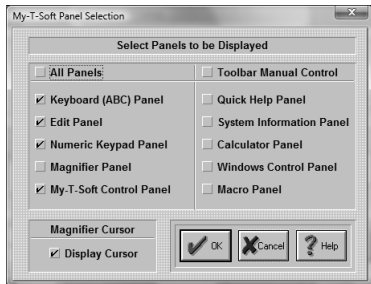 My-T-Soft Panel Selection
Select Panels to be Displayed
All Panels
Toolbar Manual Control
Keyboard (ABC) Panel
Quick Help Panel
Edit Panel
System Information Panel
Numeric Keypad Panel
Calculator Panel
Magnifier Panel
Windows Control Panel
My-T-Soft Control Panel
Macro Panel
Magnifier Cursor
Display Cursor
OK
Cancel
Help